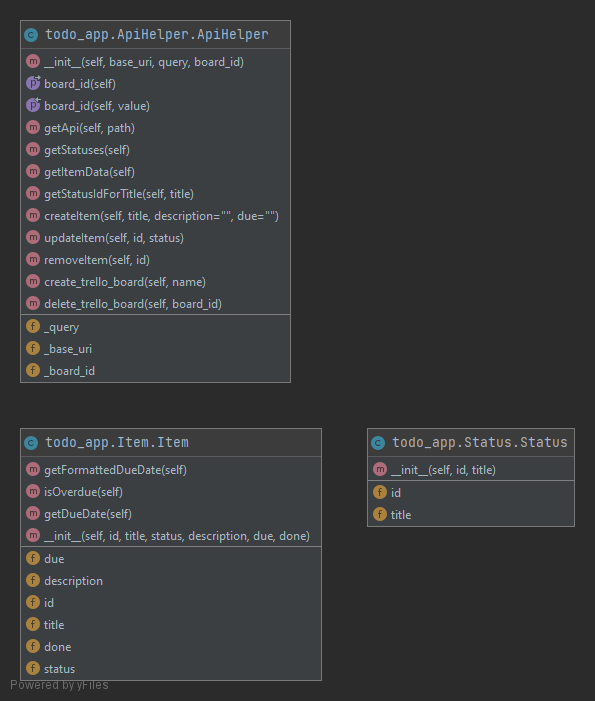 todo_app.ApiHelper.ApiHelper
__init__(self, base_uri, query, board_id)
board_id(self)
board_id(self, value)
getApi(self, path)
getStatuses(self)
getItemData(self)
getStatusIdForTitle(self, title)
createItem(self, title, description="", due="")
updateItem(self, id, status)
removeItem(self, id)
create_trello_board(self, name)
delete_trello_board(self, board_id)
_query
_base_uri
_board_id
todo_app.Item.Item
getFormattedDueDate(self)
isOverdue(self)
getDueDate(self)
__init__(self, id, title, status, description, due, done)
due
description
id
title
done
status
todo_app.Status.Status
__init__(self, id, title)
id
title
Powered by yFiles